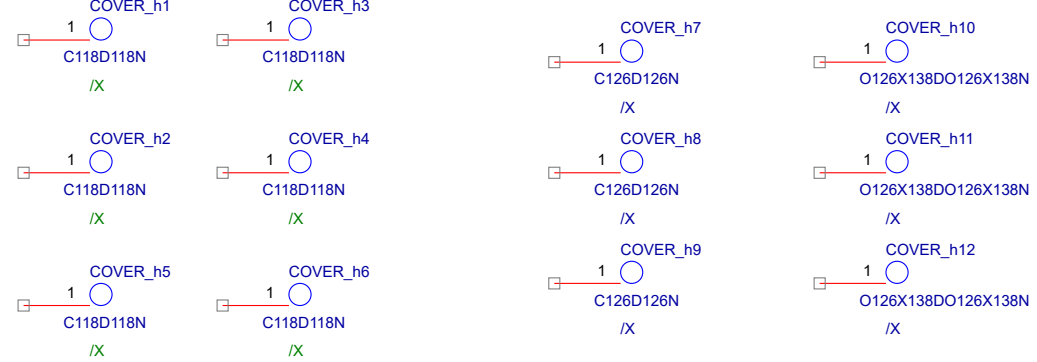 COVER_h1
1
C118D118N
/X
COVER_h3
1
C118D118N
/X
COVER_h7
1
C126D126N
/X
COVER_h10
1
O126X138DO126X138N
/X
COVER_h2
1
C118D118N
/X
COVER_h4
1
C118D118N
/X
COVER_h8
1
C126D126N
/X
COVER_h11
1
O126X138DO126X138N
/X
COVER_h5
1
C118D118N
/X
COVER_h6
1
C118D118N
/X
COVER_h9
1
C126D126N
/X
COVER_h12
1
O126X138DO126X138N
/X